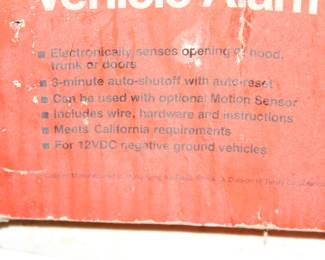 Vehicle Alarm
Electronically senses opening of hood,
trunk or doors
3-minute auto-shutoff with auto-reset
Can be used with optional Motion Sensor
Includes wire, hardware and instructions
Meets California requirements
For 12VDC negative ground vehicles